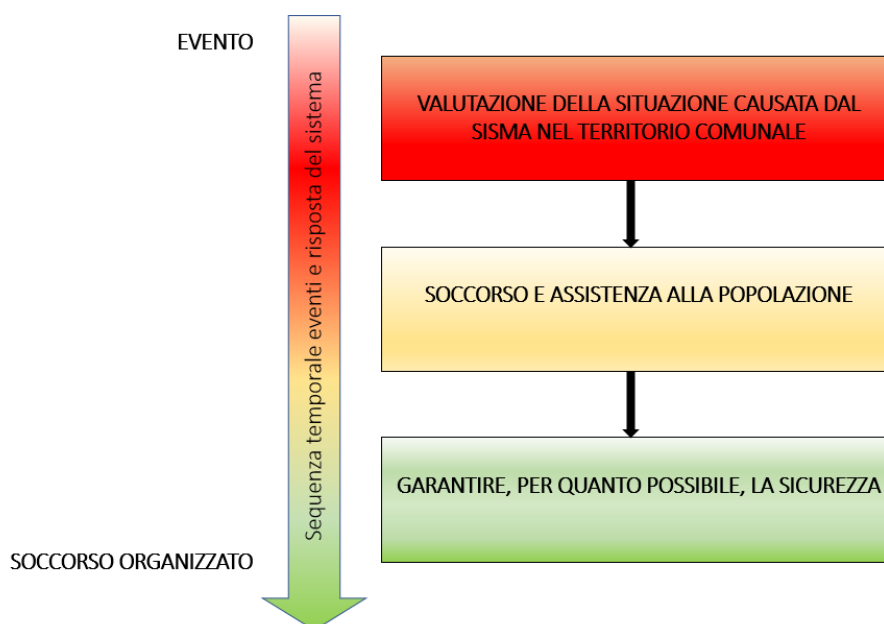 EVENTO
VALUTAZIONE DELLA SITUAZIONE CAUSATA DAL
SISMA NEL TERRITORIO COMUNALE
Sequenza temporale eventi e risposta del sistema
SOCCORSO E ASSISTENZA ALLA POPOLAZIONE
GARANTIRE, PER QUANTO POSSIBILE, LA SICUREZZA
SOCCORSO ORGANIZZATO